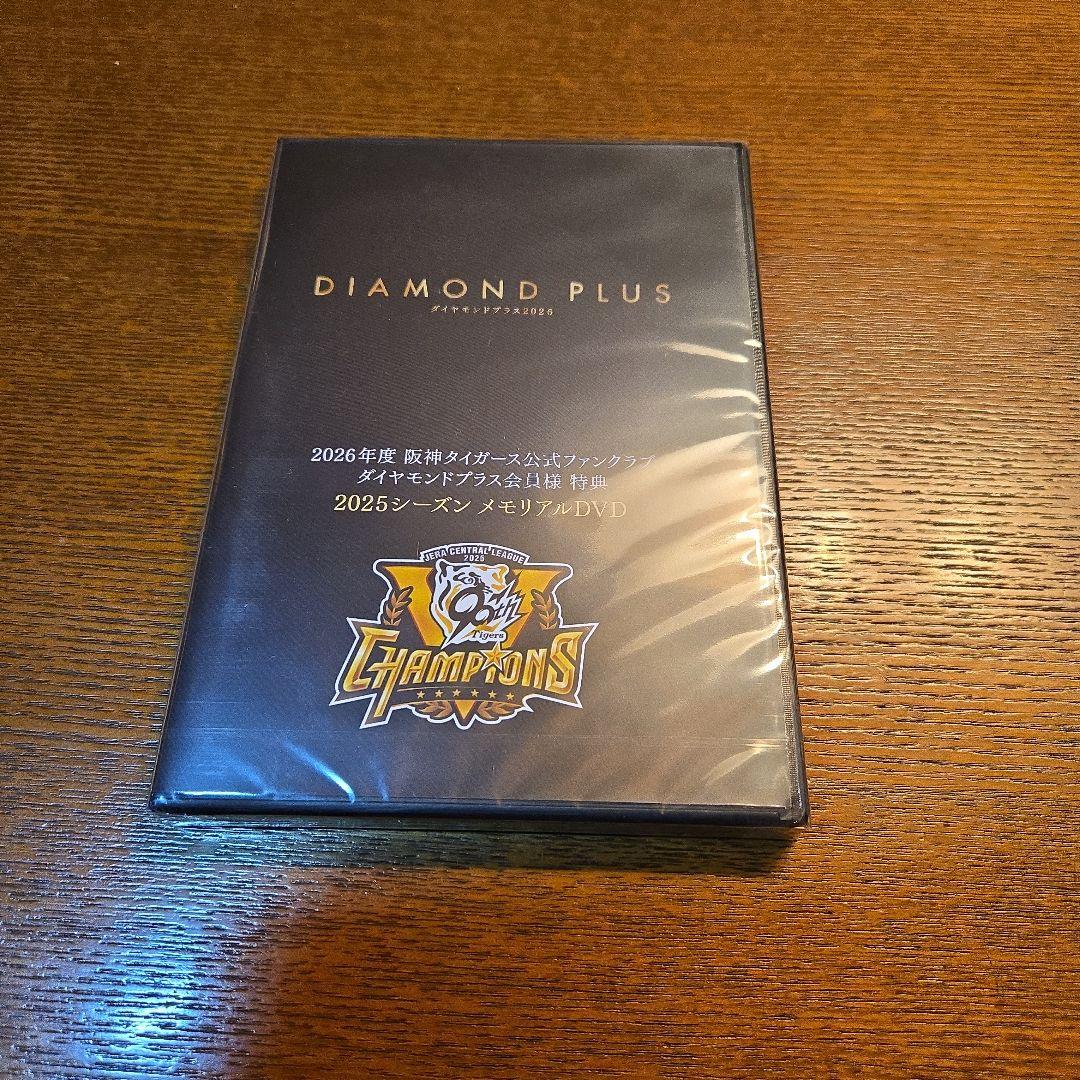 DIAMOND PLUS
ダイヤモンドプラス2026
2026年度 阪神タイガース公式ファンクラブ
ダイヤモンドプラス会員様 特典
2025シーズン メモリアルDVD
JERA CENTRAL LEAGUE
2025
V
90th
Tigers
CHAMPIONS